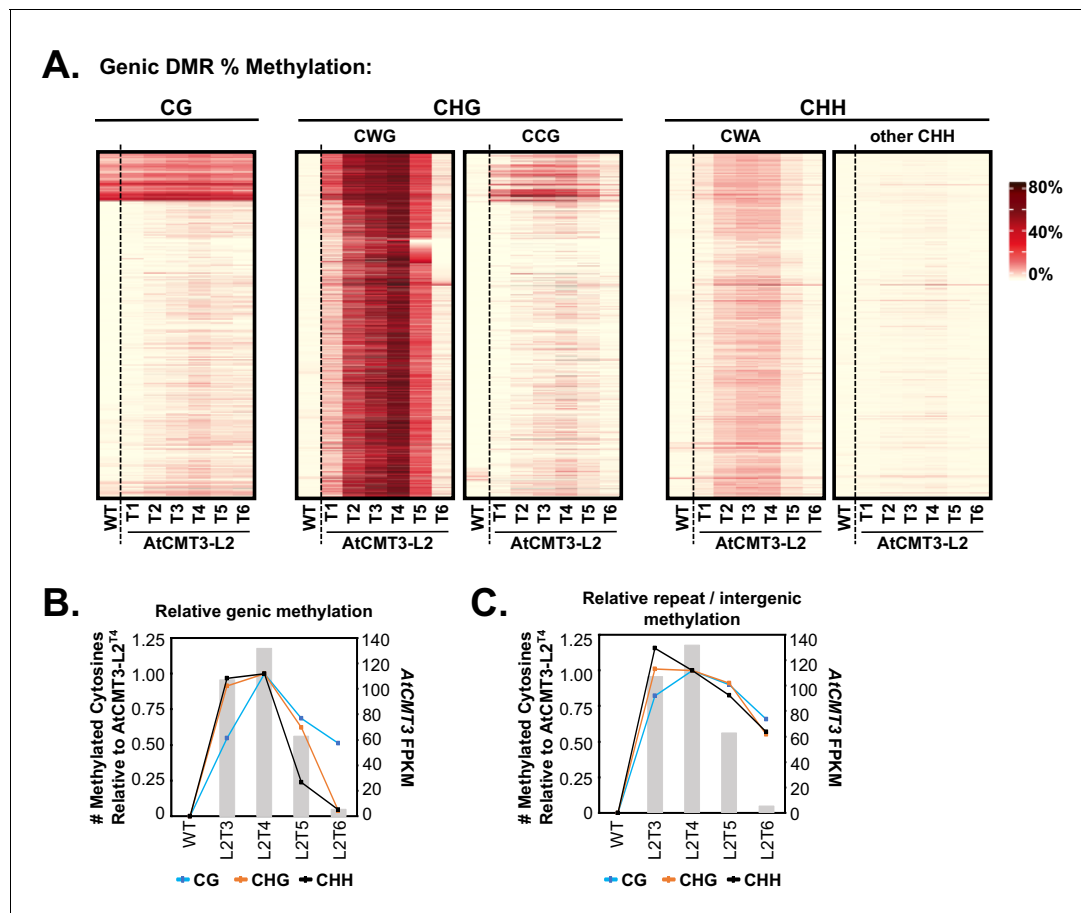 A. Genic DMR % Methylation:
CG CHG CHH
CWG CCG CWA other CHH
80%
40%
0%
WT T1 T2 T3 T4 T5 T6 WT T1 T2 T3 T4 T5 T6 WT T1 T2 T3 T4 T5 T6 WT T1 T2 T3 T4 T5 T6 WT T1 T2 T3 T4 T5 T6
AtCMT3-L2 AtCMT3-L2 AtCMT3-L2 AtCMT3-L2 AtCMT3-L2
B.
Relative genic methylation
# Methylated Cytosines
Relative to AtCMT3-L2T4
1.25
1.00
0.75
0.50
0.25
0
140
120
100
80
60
40
20
0
AtCMT3 FPKM
WT L2T3 L2T4 L2T5 L2T6
CG CHG CHH
C.
Relative repeat / intergenic
methylation
# Methylated Cytosines
Relative to AtCMT3-L2T4
1.25
1.00
0.75
0.50
0.25
0
140
120
100
80
60
40
20
0
AtCMT3 FPKM
WT L2T3 L2T4 L2T5 L2T6
CG CHG CHH